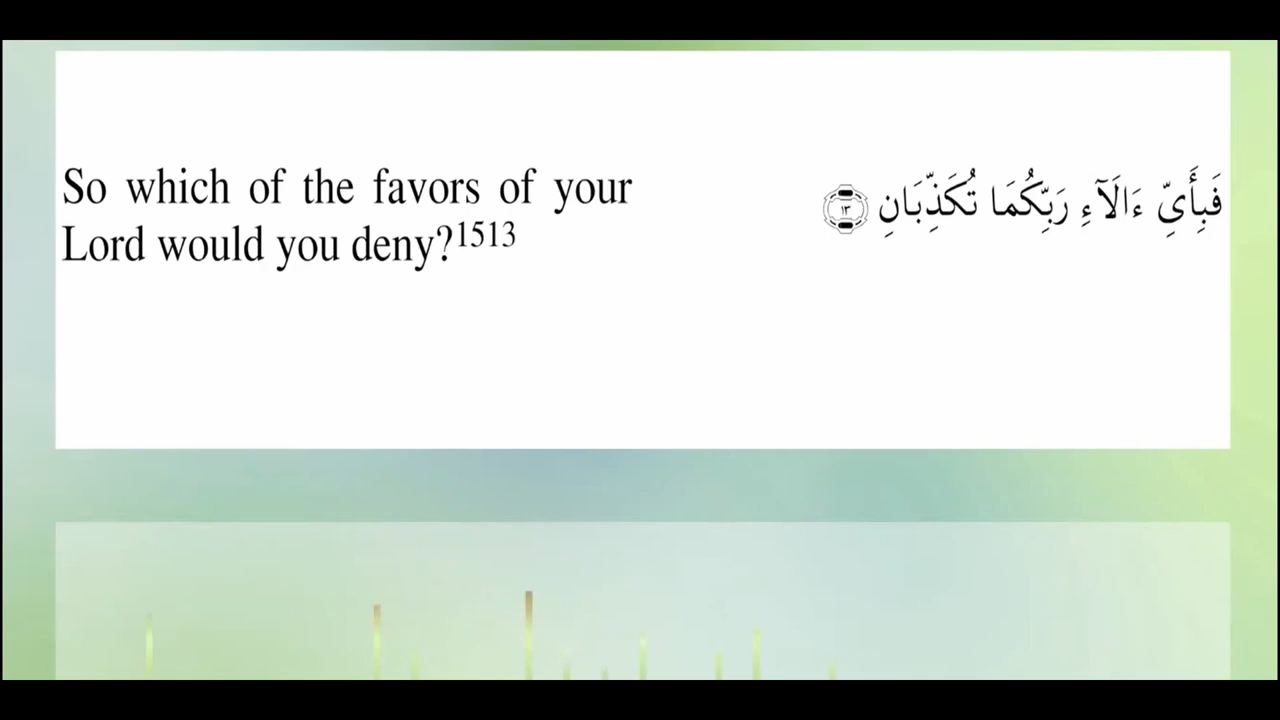 So which of the favors of your
Lord would you deny?1513
فَبِأَيِّ ءَالَآءِ رَبِّكُمَا تُكَذِّبَانِ ١٣